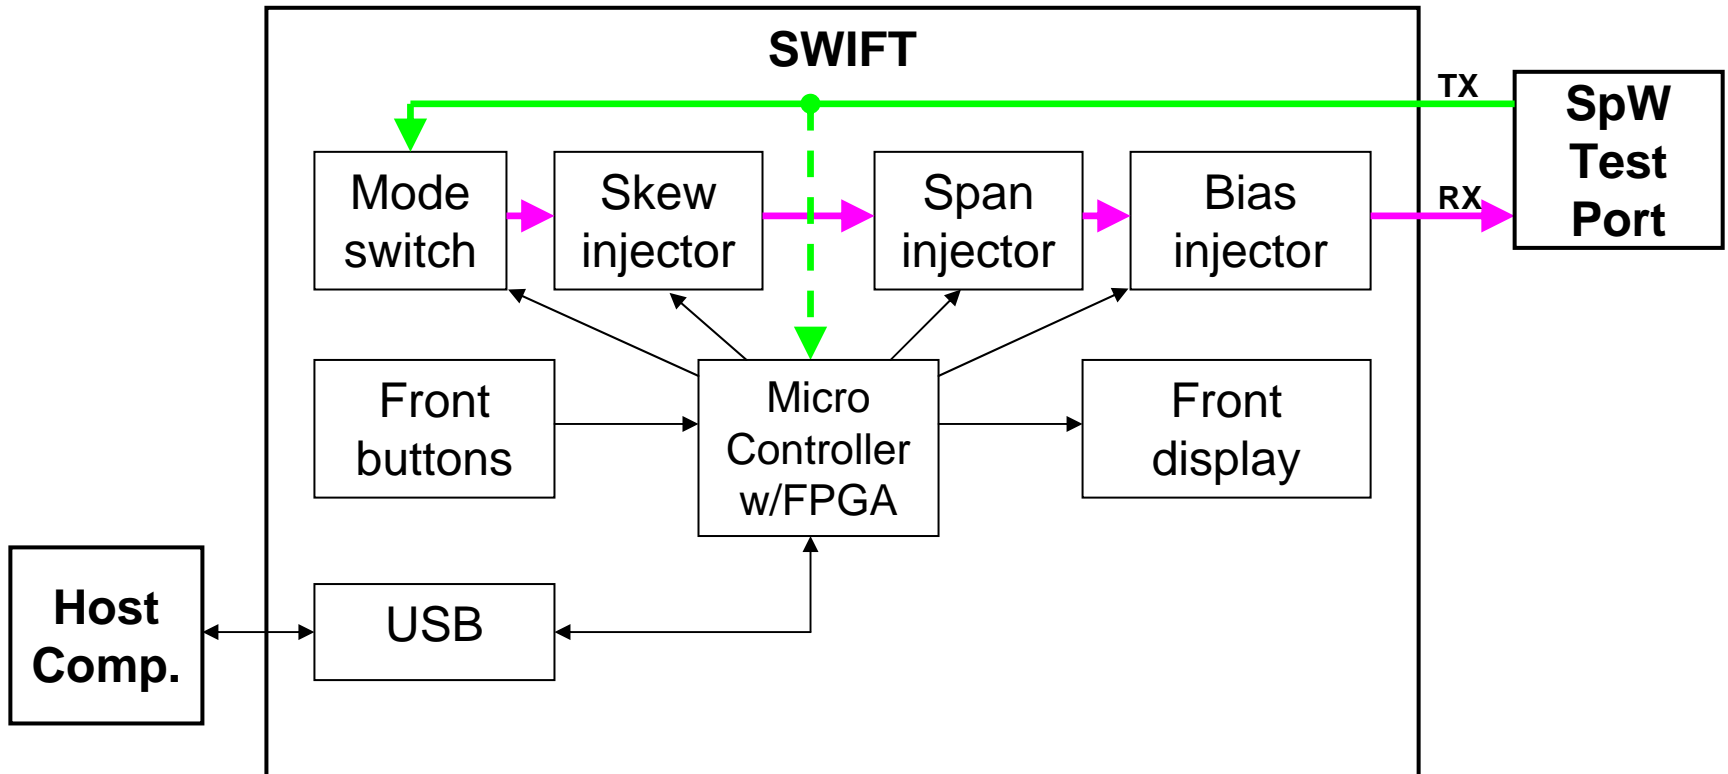 SWIFT
TX
SpW
Test
Port
Mode
switch
Skew
injector
Span
injector
Bias
injector
RX
Front
buttons
Micro
Controller
w/FPGA
Front
display
Host
Comp.
USB